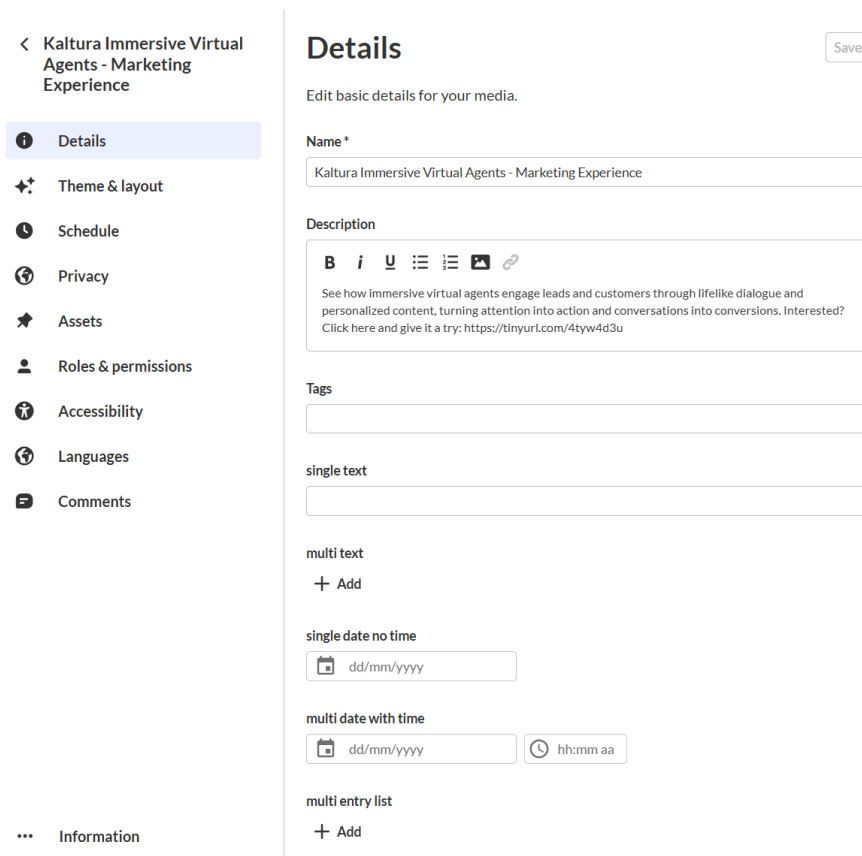 Kaltura Immersive Virtual
Agents - Marketing
Experience
Details
Theme & layout
Schedule
Privacy
Assets
Roles & permissions
Accessibility
Languages
Comments
Information
Details
Save
Edit basic details for your media.
Name *
Kaltura Immersive Virtual Agents - Marketing Experience
Description
B i U
See how immersive virtual agents engage leads and customers through lifelike dialogue and
personalized content, turning attention into action and conversations into conversions. Interested?
Click here and give it a try: https://tinyurl.com/4tyw4d3u
Tags
single text
multi text
Add
single date no time
dd/mm/yyyy
multi date with time
dd/mm/yyyy hh:mm aa
multi entry list
Add